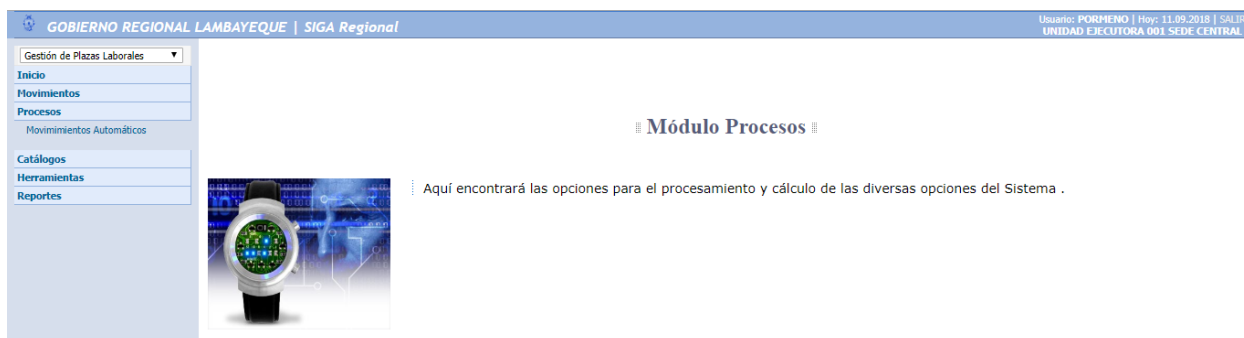 GOBIERNO REGIONAL LAMBAYEQUE | SIGA Regional
Usuario: PORMENO | Hoy: 11.09.2018 | SALIR
UNIDAD EJECUTORA 001 SEDE CENTRAL
Gestión de Plazas Laborales
Inicio
Movimientos
Procesos
Movimimientos Automáticos
Catálogos
Herramientas
Reportes
Módulo Procesos
Aquí encontrará las opciones para el procesamiento y cálculo de las diversas opciones del Sistema .